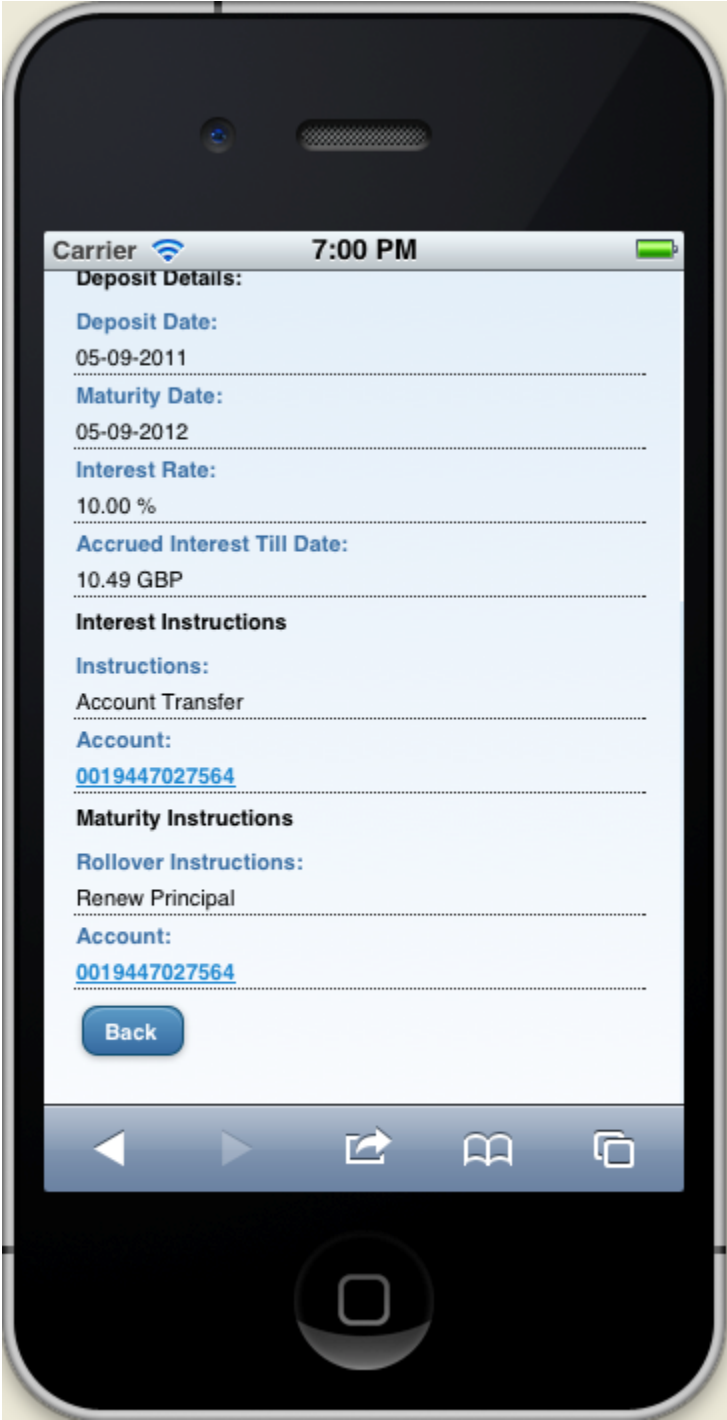 Carrier 7:00 PM
Deposit Details:
Deposit Date:
05-09-2011
Maturity Date:
05-09-2012
Interest Rate:
10.00 %
Accrued Interest Till Date:
10.49 GBP
Interest Instructions
Instructions:
Account Transfer
Account:
0019447027564
Maturity Instructions
Rollover Instructions:
Renew Principal
Account:
0019447027564
Back